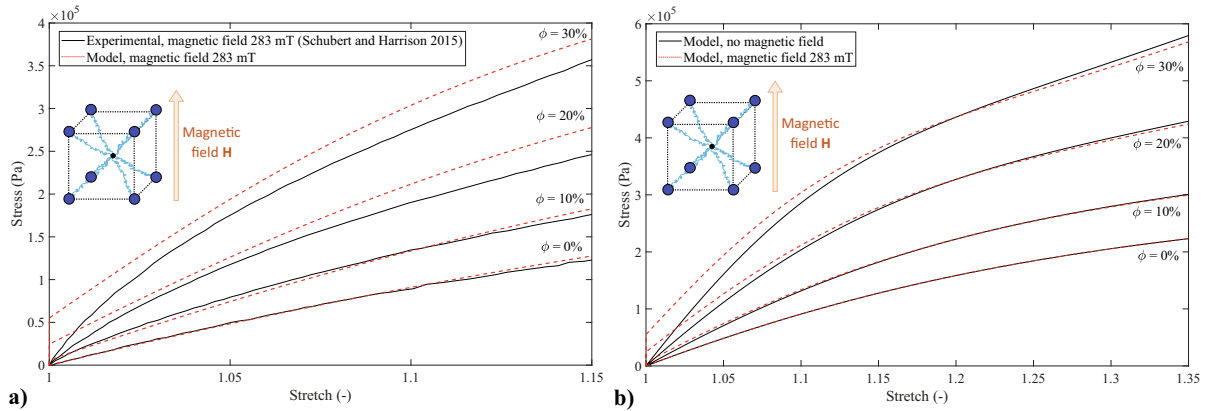 ×10⁵
4
3.5
3
2.5
2
1.5
1
0.5
0
Stress (Pa)
Experimental, magnetic field 283 mT (Schubert and Harrison 2015)
Model, magnetic field 283 mT
Magnetic
field H
ϕ = 30%
ϕ = 20%
ϕ = 10%
ϕ = 0%
1
1.05
1.1
1.15
Stretch (-)
a)
×10⁵
6
5
4
3
2
1
0
Stress (Pa)
Model, no magnetic field
Model, magnetic field 283 mT
Magnetic
field H
ϕ = 30%
ϕ = 20%
ϕ = 10%
ϕ = 0%
1
1.05
1.1
1.15
1.2
1.25
1.3
1.35
Stretch (-)
b)